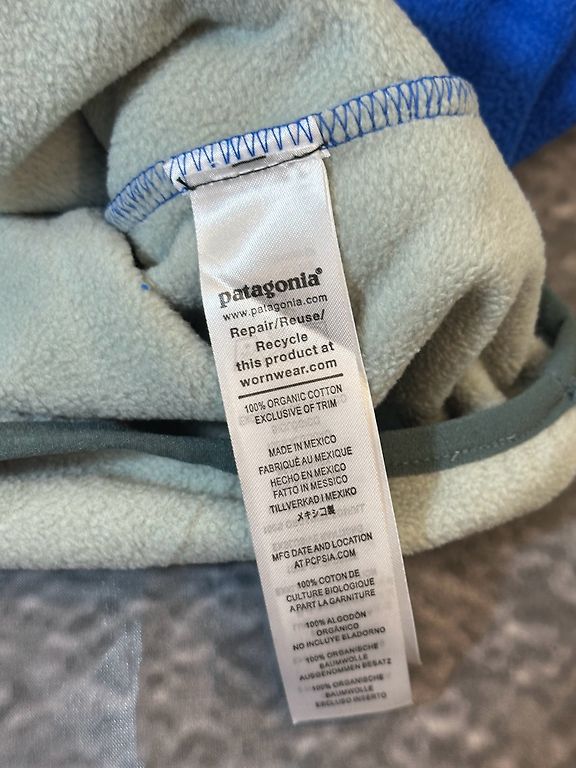 patagonia®
www.patagonia.com
Repair/Reuse/
Recycle
this product at
wornwear.com
100% ORGANIC COTTON
EXCLUSIVE OF TRIM
MADE IN MEXICO
FABRIQUÉ AU MEXIQUE
HECHO EN MEXICO
FATTO IN MESSICO
TILLVERKAD I MEXIKO
メキシコ製
MFG DATE AND LOCATION
AT PCPSIA.COM
100% COTON DE
CULTURE BIOLOGIQUE
A PART LA GARNITURE
100% ALGODÓN
ORGÁNICO
NO INCLUYE BLADORNO
100% ORGANISCHE
BAUMWOLLE
AUSGENOMMEN BESATZ
100% ORGANISCHE
BAUMWOLLE
ESCLUSO INSERTO